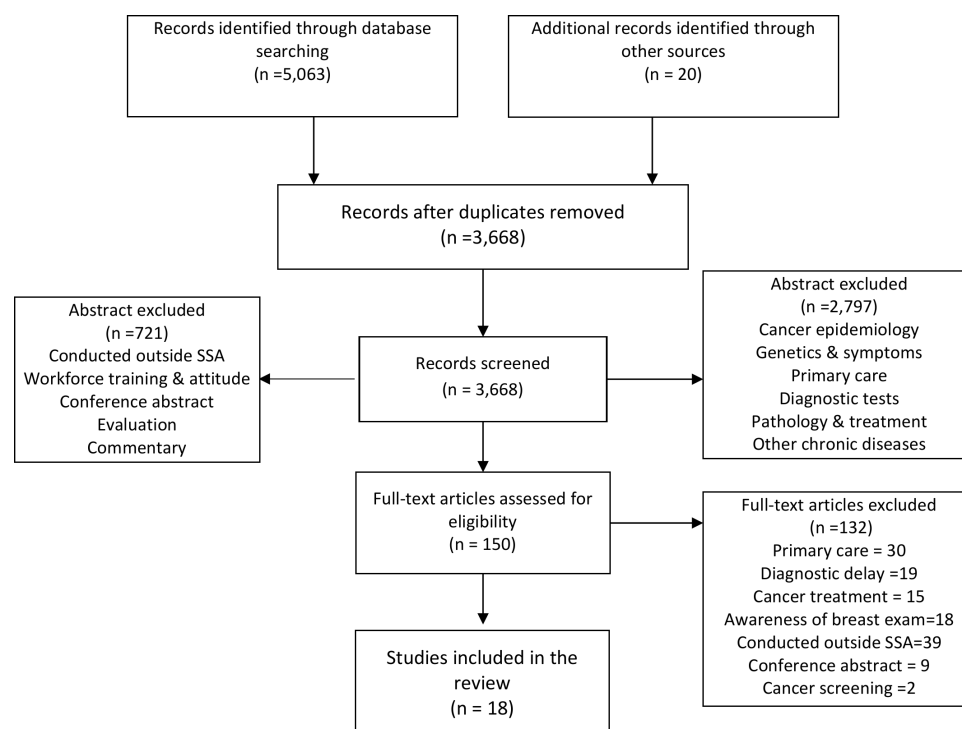 Records identified through database
searching
(n =5,063)
Additional records identified through
other sources
(n = 20)
Records after duplicates removed
(n =3,668)
Abstract excluded
(n =721)
Conducted outside SSA
Workforce training & attitude
Conference abstract
Evaluation
Commentary
Records screened
(n = 3,668)
Abstract excluded
(n =2,797)
Cancer epidemiology
Genetics & symptoms
Primary care
Diagnostic tests
Pathology & treatment
Other chronic diseases
Full-text articles assessed for
eligibility
(n = 150)
Full-text articles excluded
(n =132)
Primary care = 30
Diagnostic delay =19
Cancer treatment = 15
Awareness of breast exam=18
Conducted outside SSA=39
Conference abstract = 9
Cancer screening =2
Studies included in the
review
(n = 18)